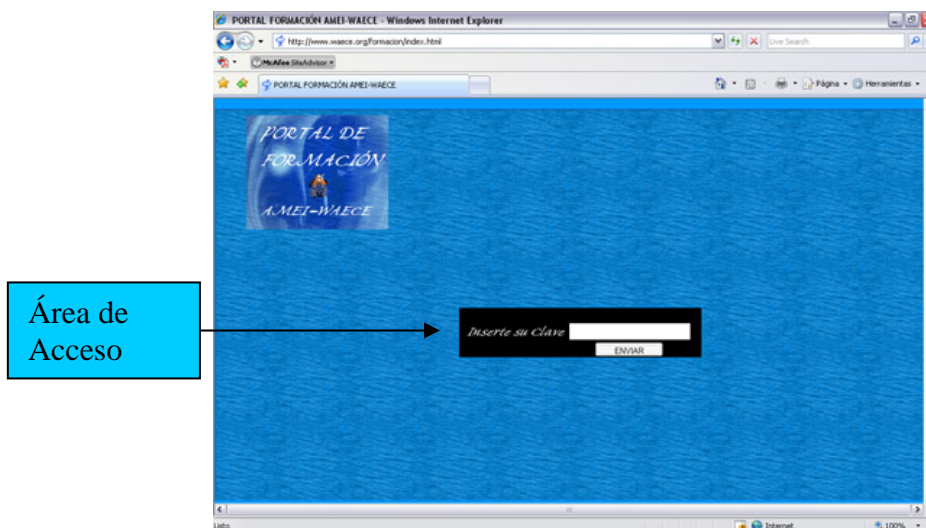 PORTAL FORMACIÓN AMEI-WAECE - Windows Internet Explorer
http://www.waece.org/formacion/index.html
Live Search
McAfee SiteAdvisor
PORTAL FORMACIÓN AMEI-WAECE
Página
Herramientas
PORTAL DE
FORMACIÓN
AMEI-WAECE
Área de
Acceso
Inserte su Clave
ENVIAR
Listo
Internet
100%